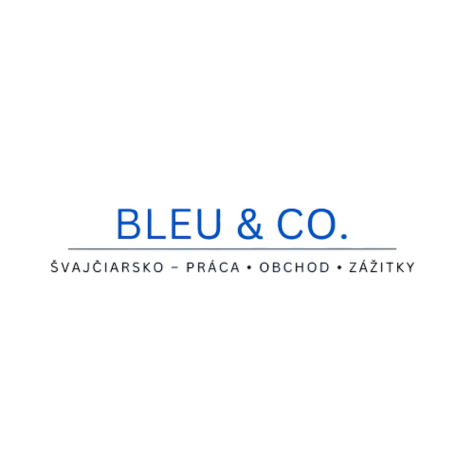 BLEU & CO.
ŠVAJČIARSKO – PRÁCA • OBCHOD • ZÁŽITKY